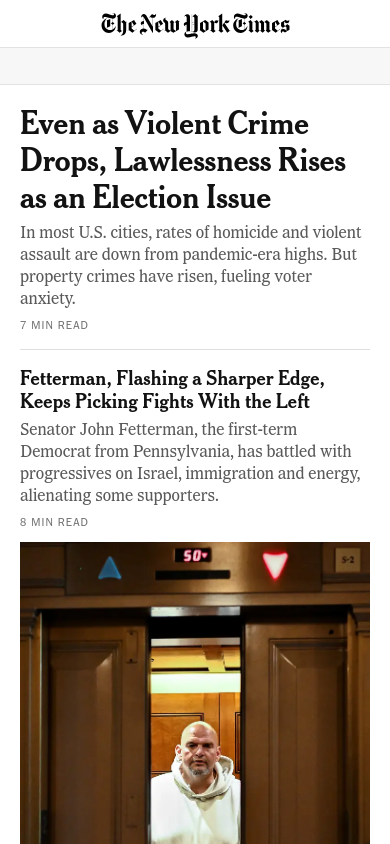 The New York Times
Even as Violent Crime
Drops, Lawlessness Rises
as an Election Issue
In most U.S. cities, rates of homicide and violent
assault are down from pandemic-era highs. But
property crimes have risen, fueling voter
anxiety.
7 MIN READ
Fetterman, Flashing a Sharper Edge,
Keeps Picking Fights With the Left
Senator John Fetterman, the first-term
Democrat from Pennsylvania, has battled with
progressives on Israel, immigration and energy,
alienating some supporters.
8 MIN READ
S-2